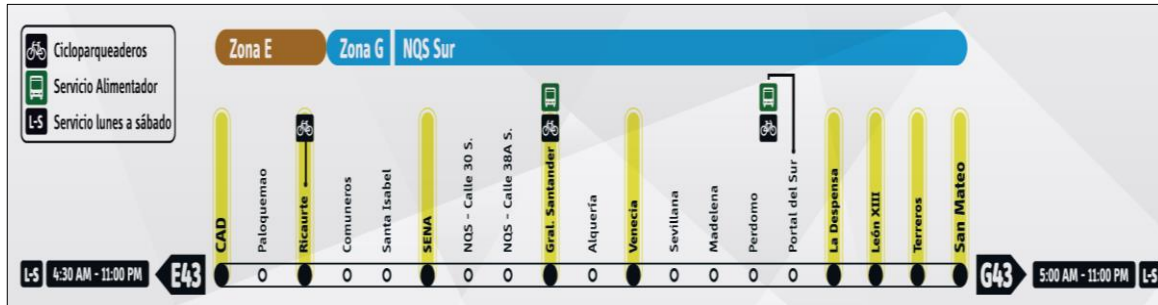 Cicloparqueaderos
Servicio Alimentador
L-S Servicio lunes a sábado
Zona E
Zona G
NQS Sur
CAD
Paloquemao
Ricaurte
Comuneros
Santa Isabel
SENA
NQS - Calle 30 S.
NQS - Calle 38A S.
Gral. Santander
Alquería
Venecia
Sevillana
Madelena
Perdomo
Portal del Sur
La Despensa
León XIII
Terreros
San Mateo
L-S 4:30 AM - 11:00 PM E43
G43 5:00 AM - 11:00 PM L-S